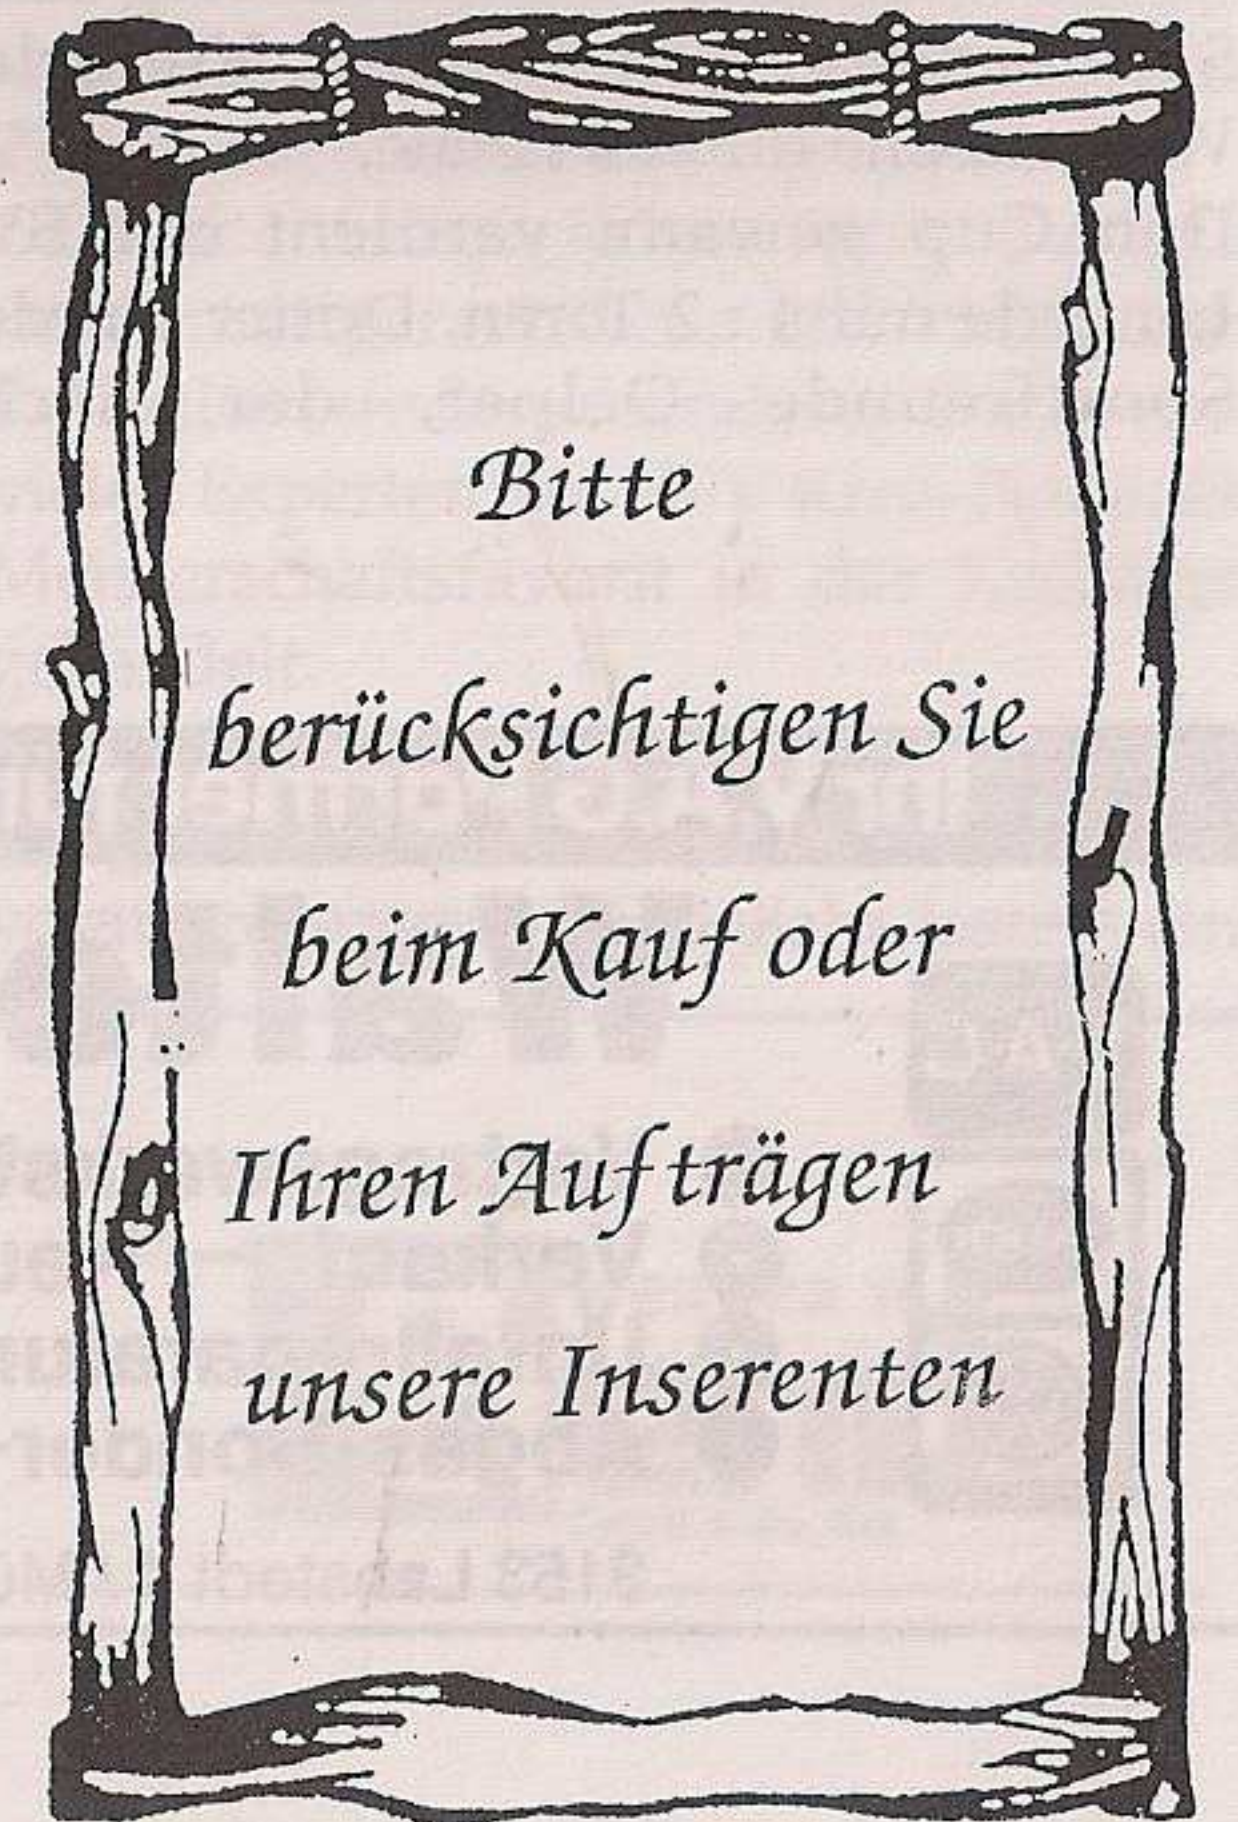 Bitte
berücksichtigen Sie
beim Kauf oder
Ihren Aufträgen
unsere Inserenten